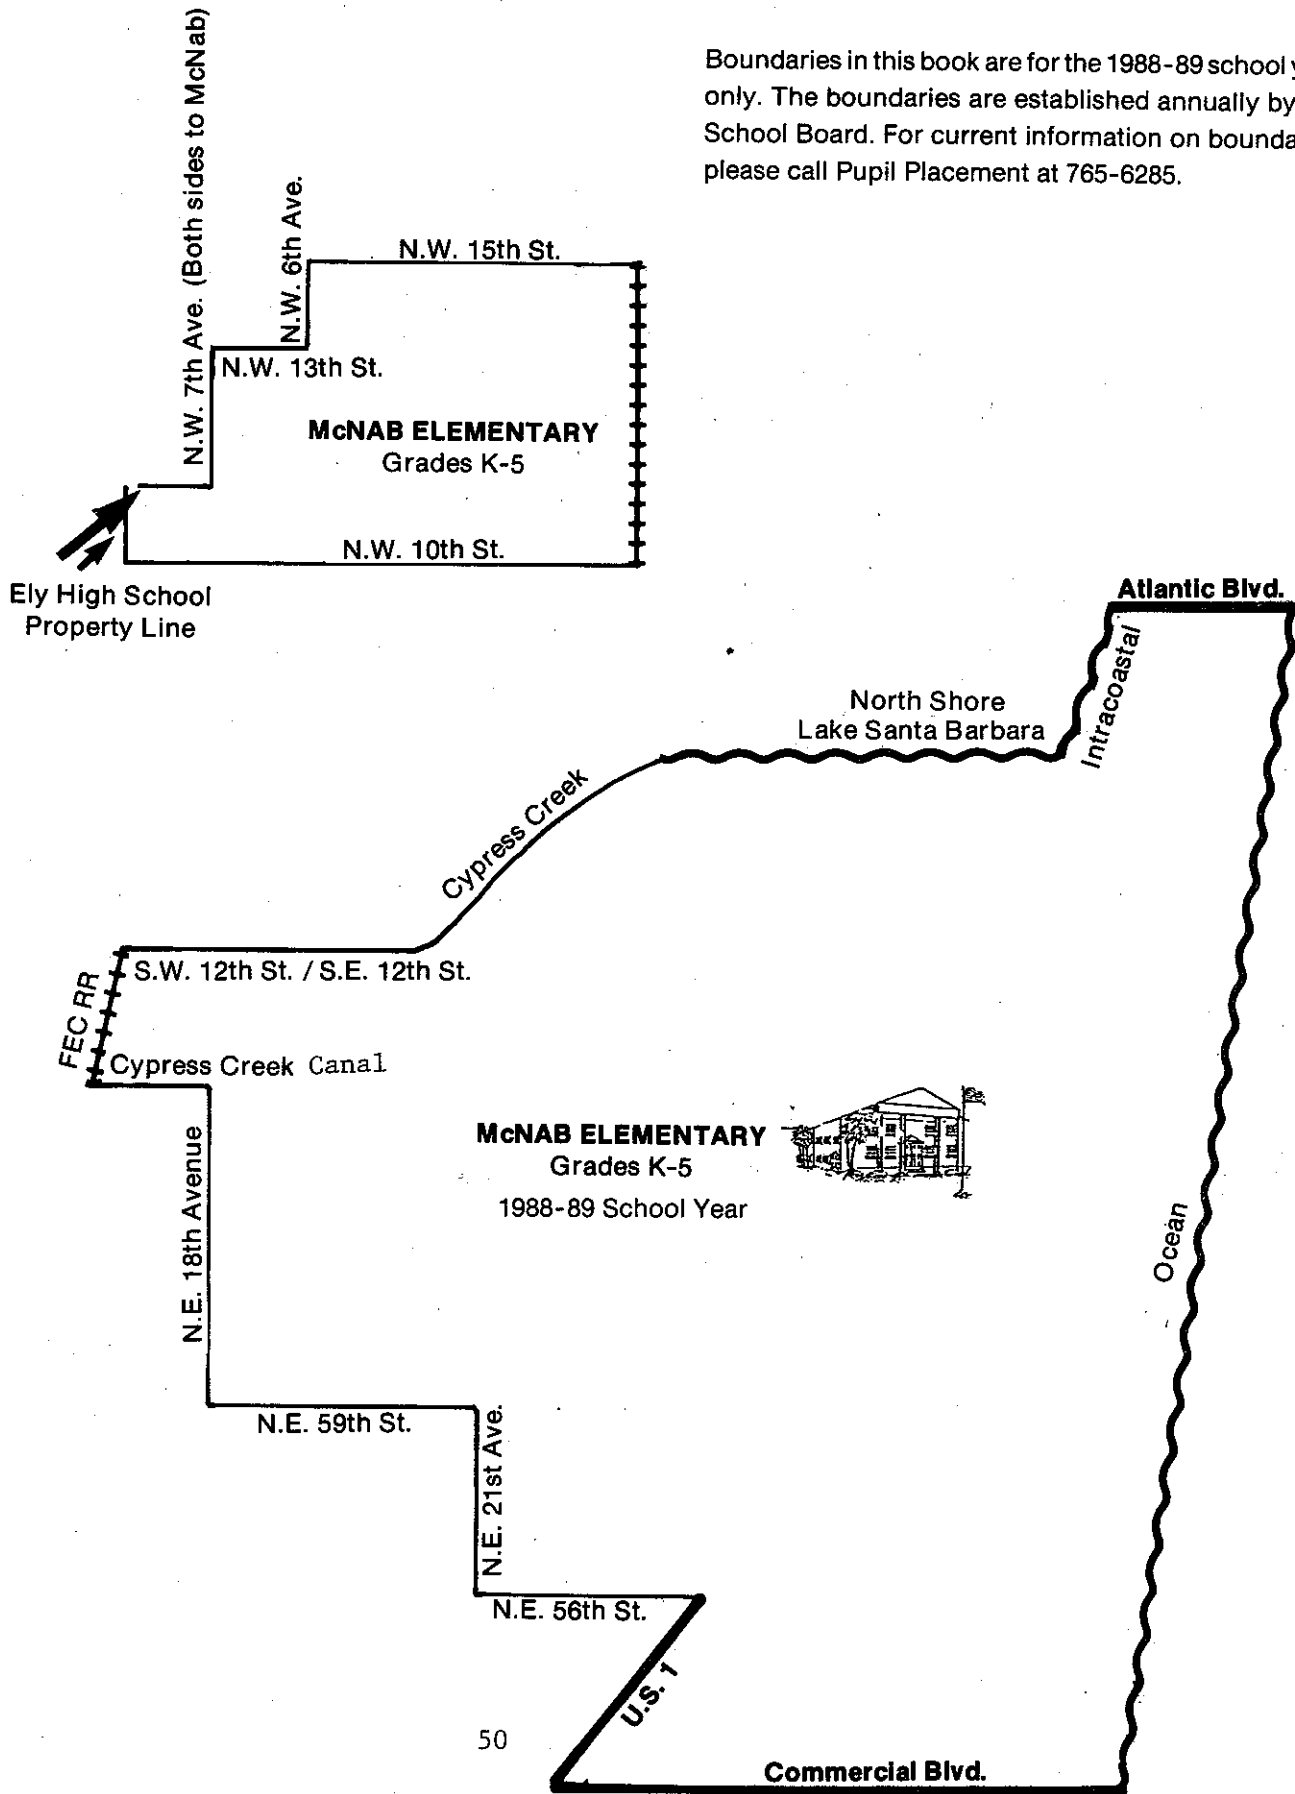 Boundaries in this book are for the 1988-89 school
only. The boundaries are established annually by
School Board. For current information on
please call Pupil Placement at 765-6285.
N.W. 7th Ave. (Both sides to McNab)
N.W. 6th Ave.
N.W. 15th St.
N.W. 13th St.
McNAB ELEMENTARY
Grades K-5
N.W. 10th St.
Ely High School
Property Line
Atlantic Blvd.
Intracoastal
North Shore
Lake Santa Barbara
Cypress Creek
S.W. 12th St. / S.E. 12th St.
FEC RR
Cypress Creek Canal
McNAB ELEMENTARY
Grades K-5
1988-89 School Year
N.E. 18th Avenue
Ocean
N.E. 59th St.
N.E. 21st Ave.
N.E. 56th St.
U.S. 1
50
Commercial Blvd.